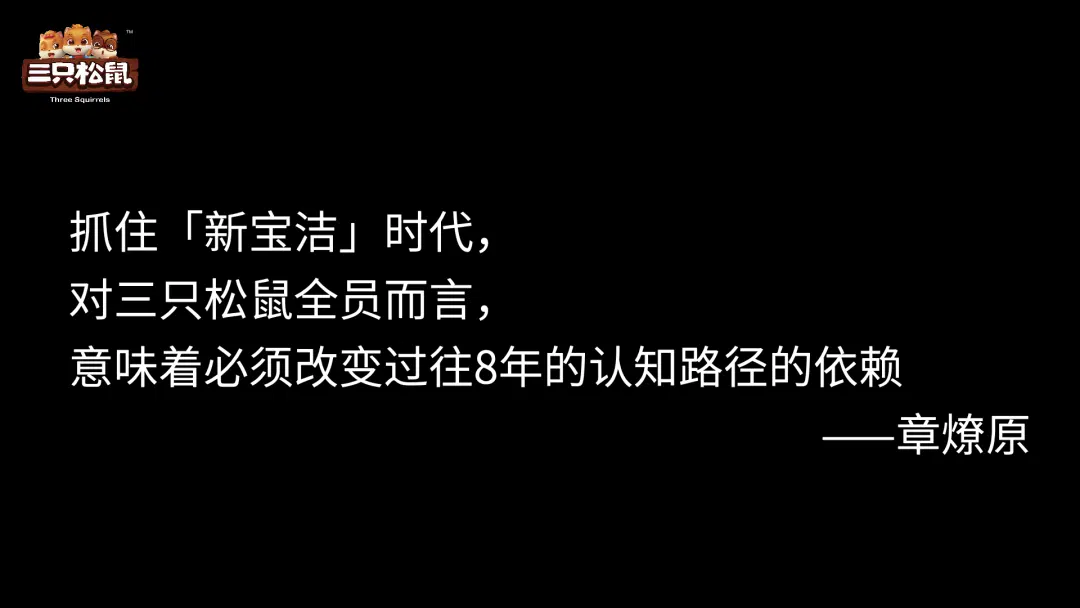 TM
三只松鼠
Three Squirrels
抓住「新宝洁」时代，
对三只松鼠全员而言，
意味着必须改变过往8年的认知路径的依赖
——章燎原